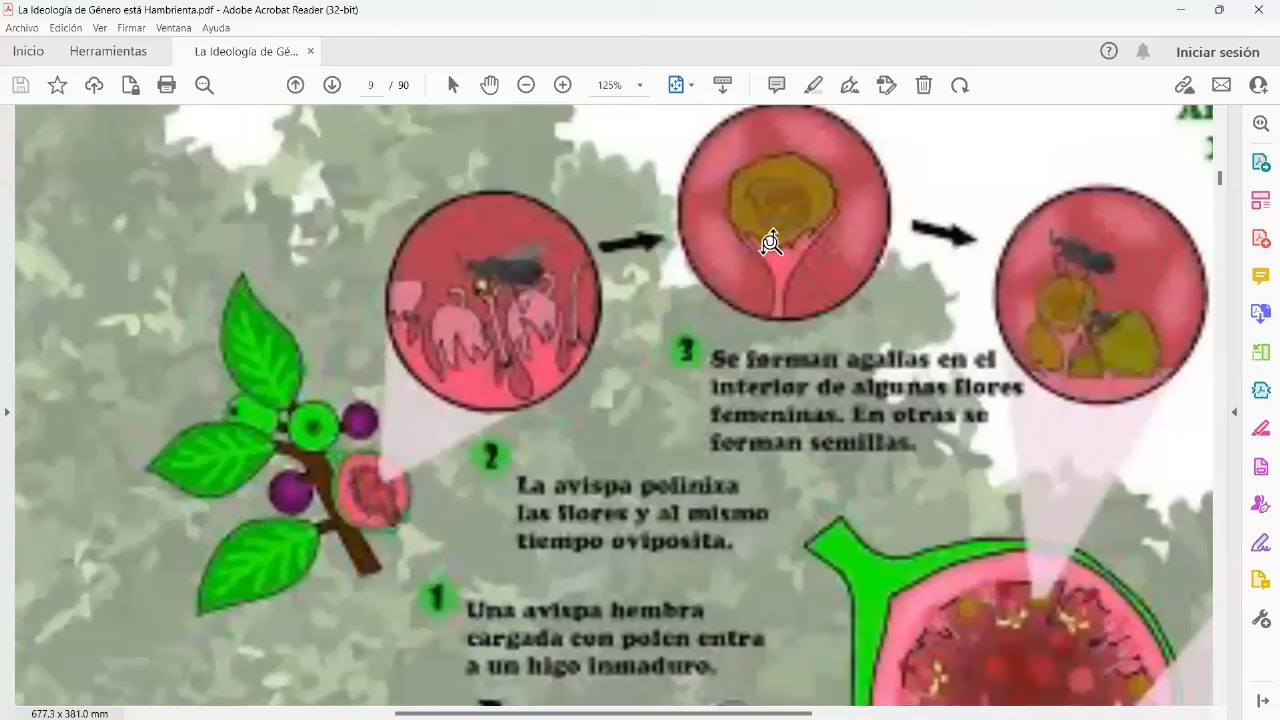 La Ideología de Género está Hambrienta.pdf - Adobe Acrobat Reader (32-bit)
Archivo Edición Ver Firmar Ventana Ayuda
Inicio Herramientas La Ideología de Gé... × Iniciar sesión
9 / 90 125%
3 Se forman agallas en el
interior de algunas flores
femeninas. En otras se
forman semillas.
2 La avispa poliniza
las flores y al mismo
tiempo oviposita.
1 Una avispa hembra
cargada con polen entra
a un higo inmaduro.
677.3 x 381.0 mm